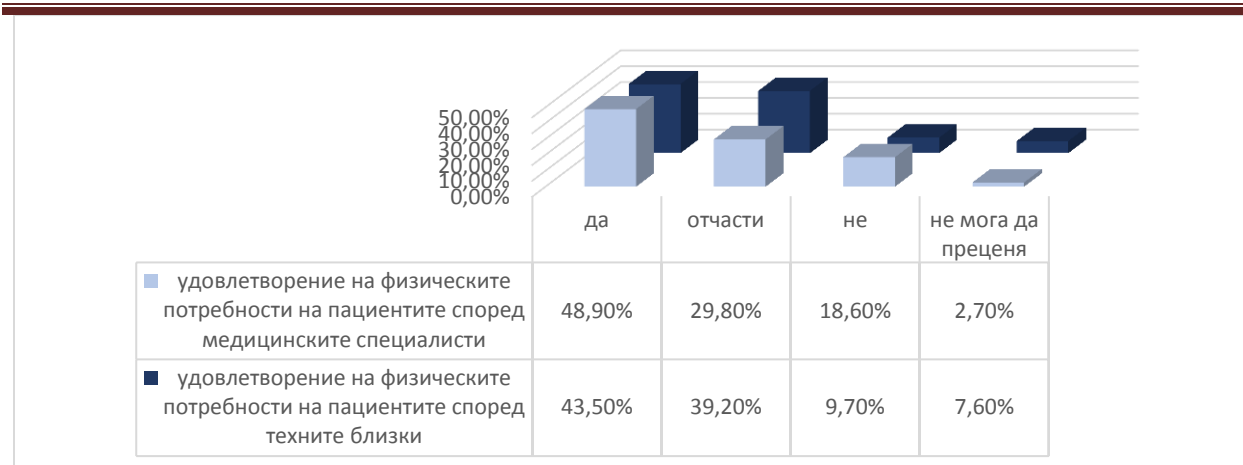 50,00%
40,00%
30,00%
20,00%
10,00%
0,00%
да отчасти не не мога да
преценя
удовлетворение на физическите
потребности на пациентите според
медицинските специалисти
48,90% 29,80% 18,60% 2,70%
удовлетворение на физическите
потребности на пациентите според
техните близки
43,50% 39,20% 9,70% 7,60%